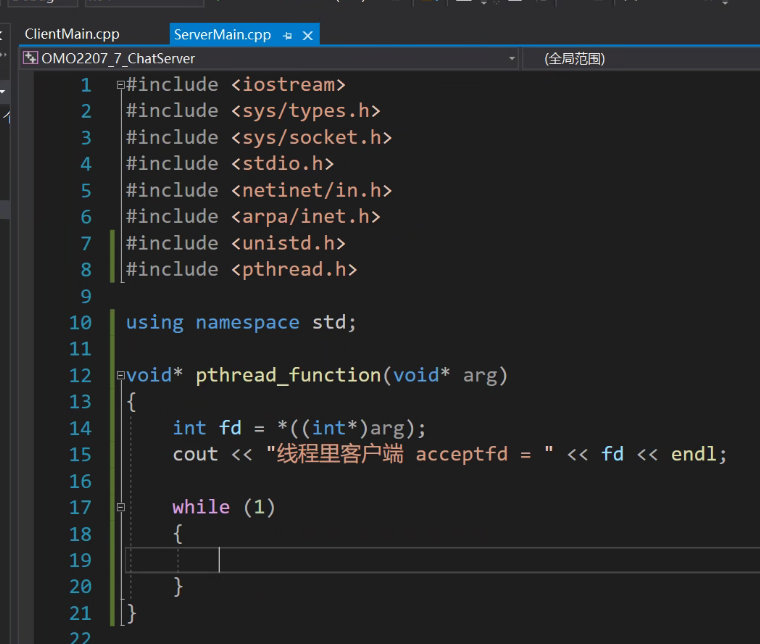 ClientMain.cpp ServerMain.cpp
OMO2207_7_ChatServer (全局范围)
1 #include <iostream>
2 #include <sys/types.h>
3 #include <sys/socket.h>
4 #include <stdio.h>
5 #include <netinet/in.h>
6 #include <arpa/inet.h>
7 #include <unistd.h>
8 #include <pthread.h>
9
10 using namespace std;
11
12 void* pthread_function(void* arg)
13 {
14 int fd = *((int*)arg);
15 cout << "线程里客户端 acceptfd = " << fd << endl;
16
17 while (1)
18 {
19
20 }
21 }
22